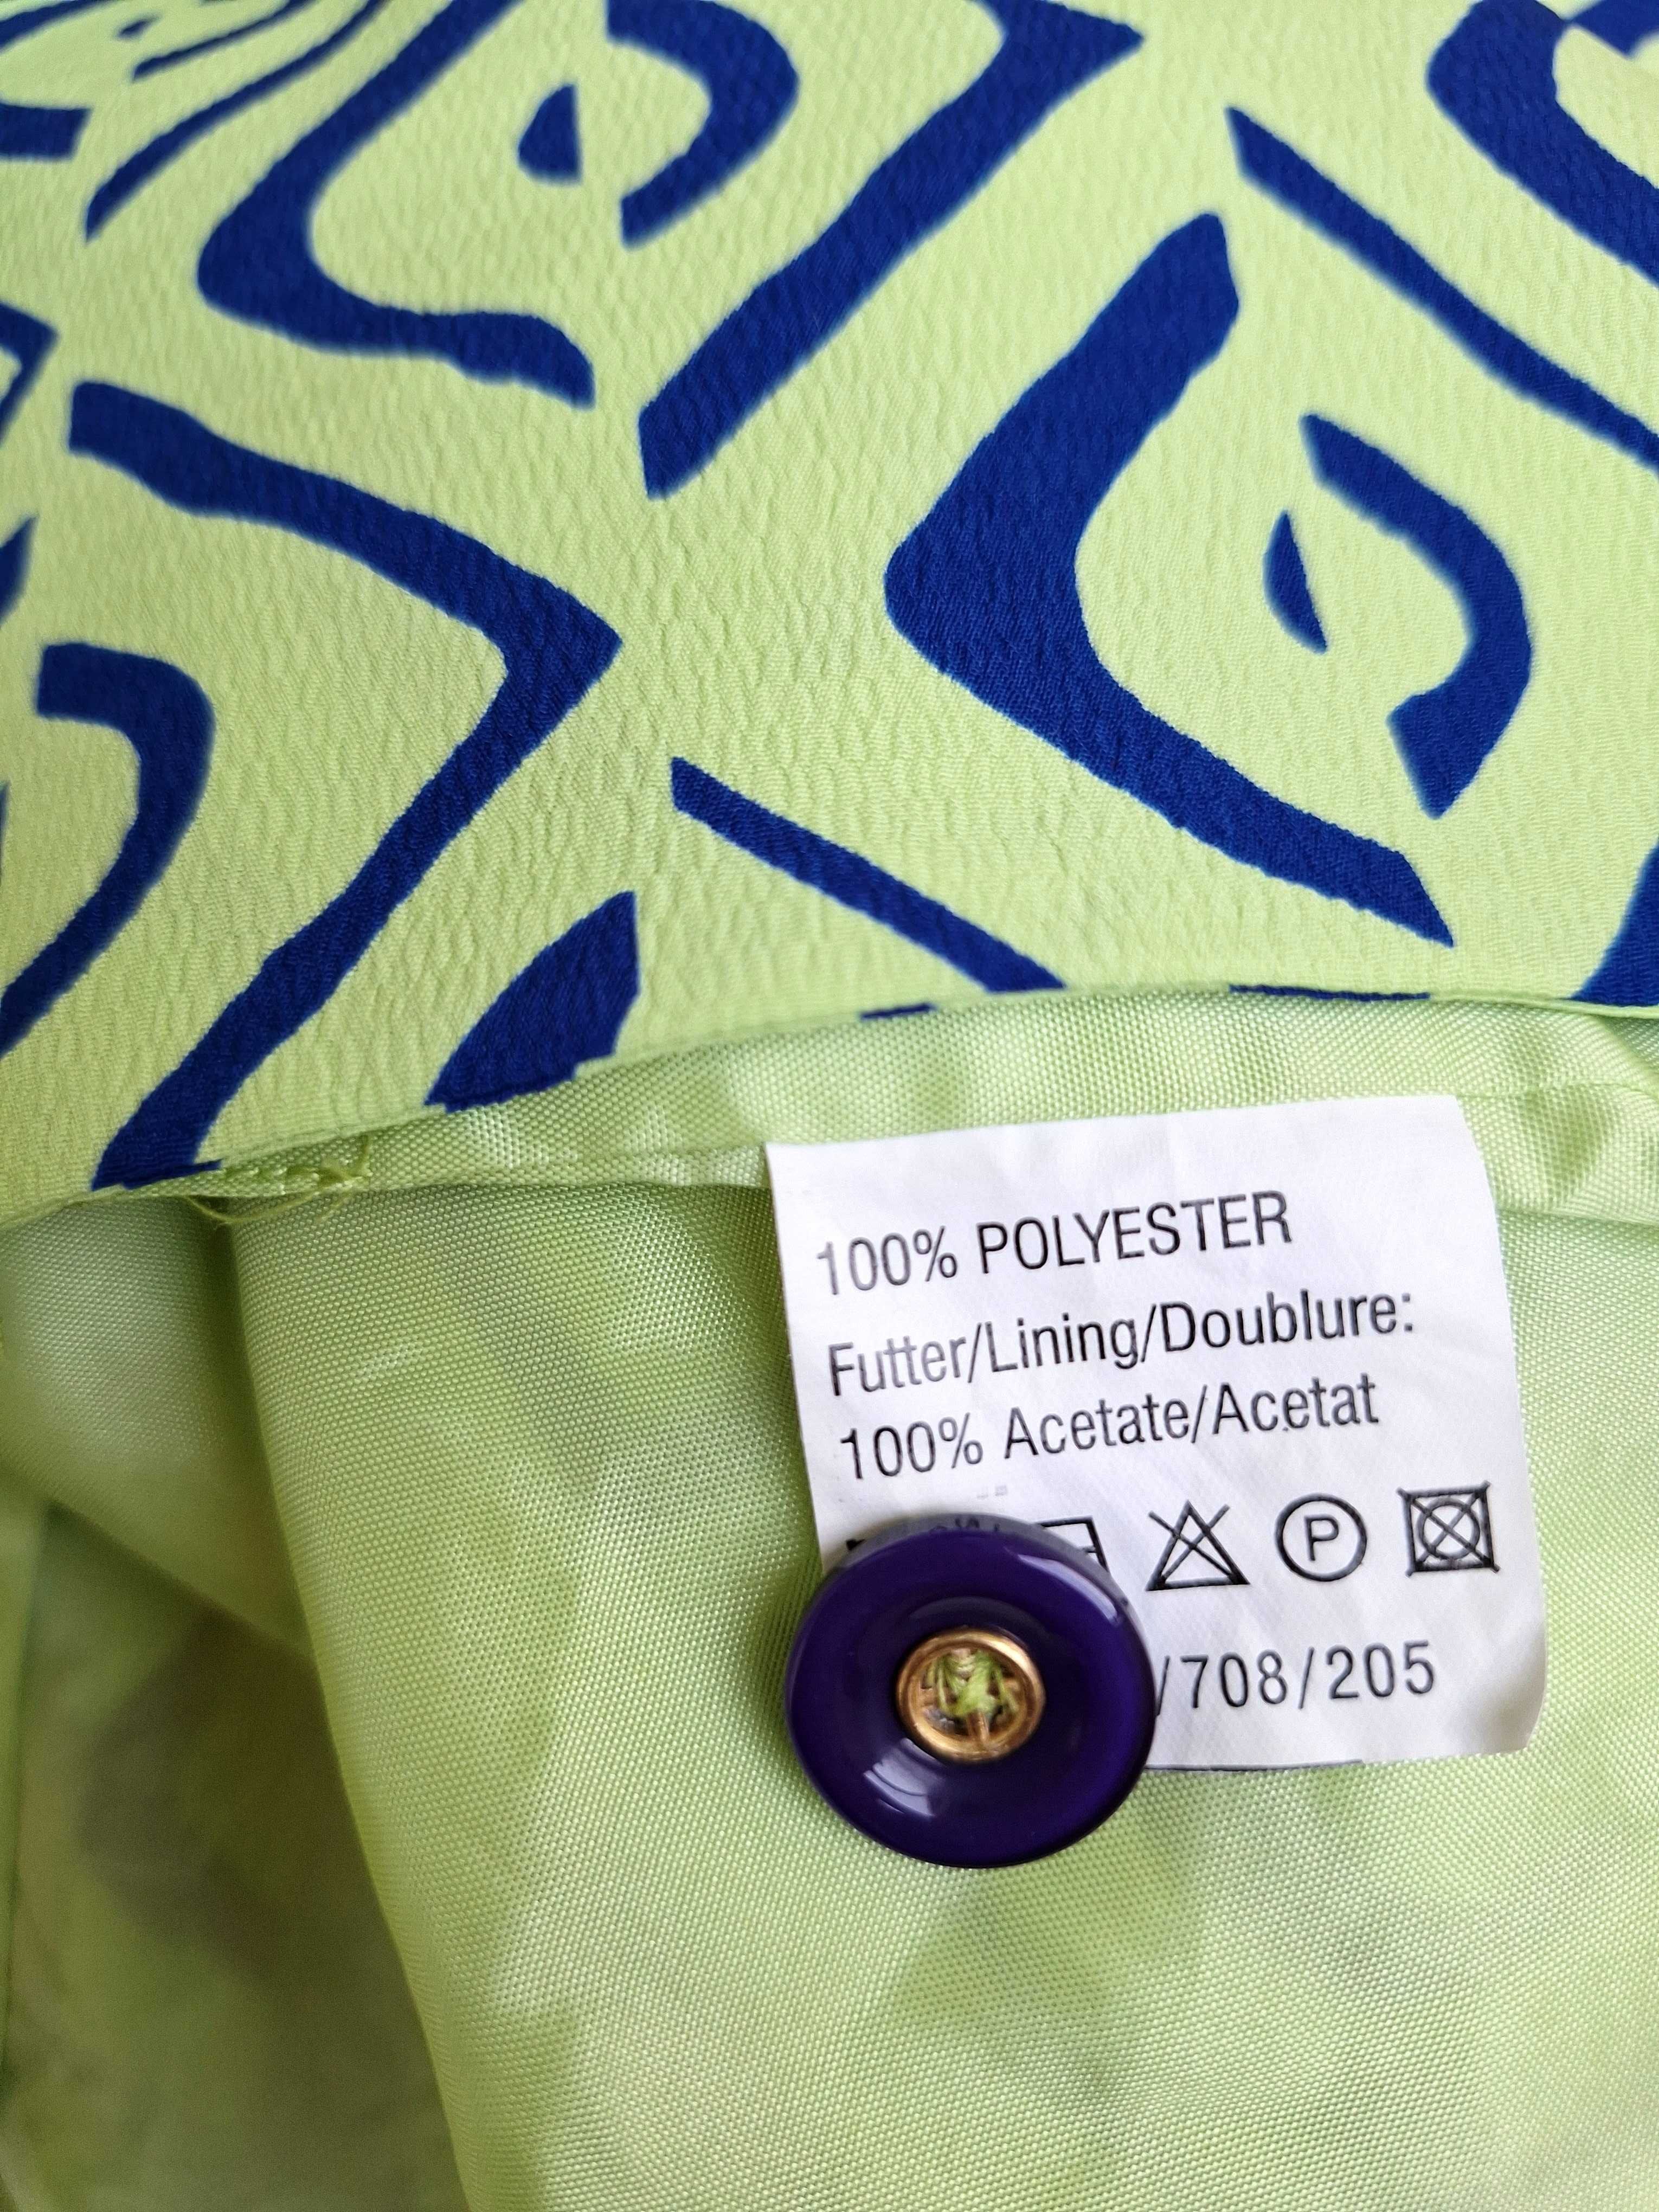 100% POLYESTER
Futter/Lining/Doublure:
100% Acetate/Acetat
P
/708/205